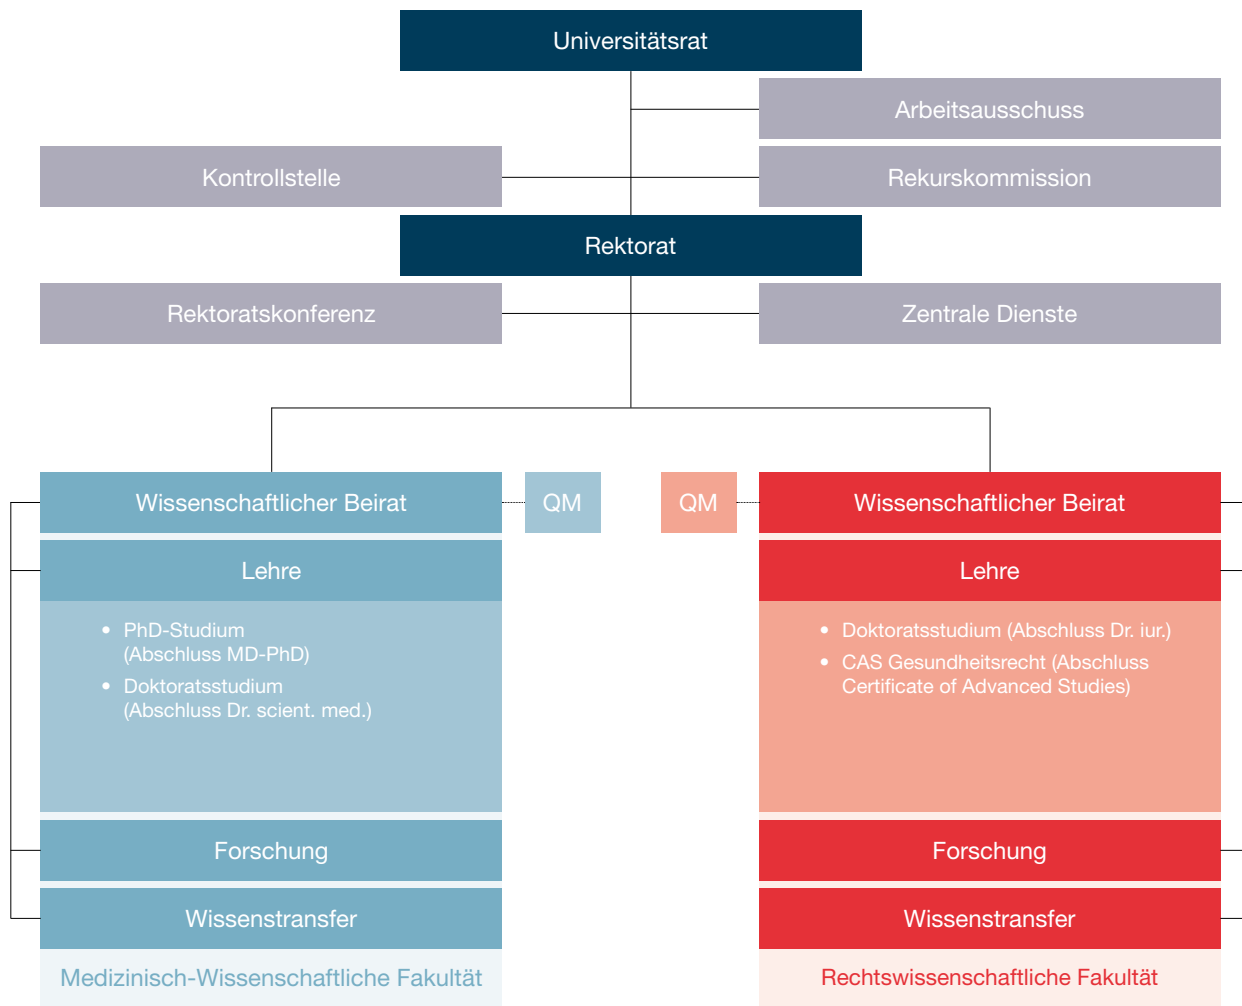 Universitätsrat
Arbeitsausschuss
Kontrollstelle
Rekurskommission
Rektorat
Rektoratskonferenz
Zentrale Dienste
Wissenschaftlicher Beirat
QM
Lehre
• PhD-Studium
(Abschluss MD-PhD)
• Doktoratsstudium
(Abschluss Dr. scient. med.)
Forschung
Wissenstransfer
Medizinisch-Wissenschaftliche Fakultät
QM
Wissenschaftlicher Beirat
Lehre
• Doktoratsstudium (Abschluss Dr. iur.)
• CAS Gesundheitsrecht (Abschluss
Certificate of Advanced Studies)
Forschung
Wissenstransfer
Rechtswissenschaftliche Fakultät